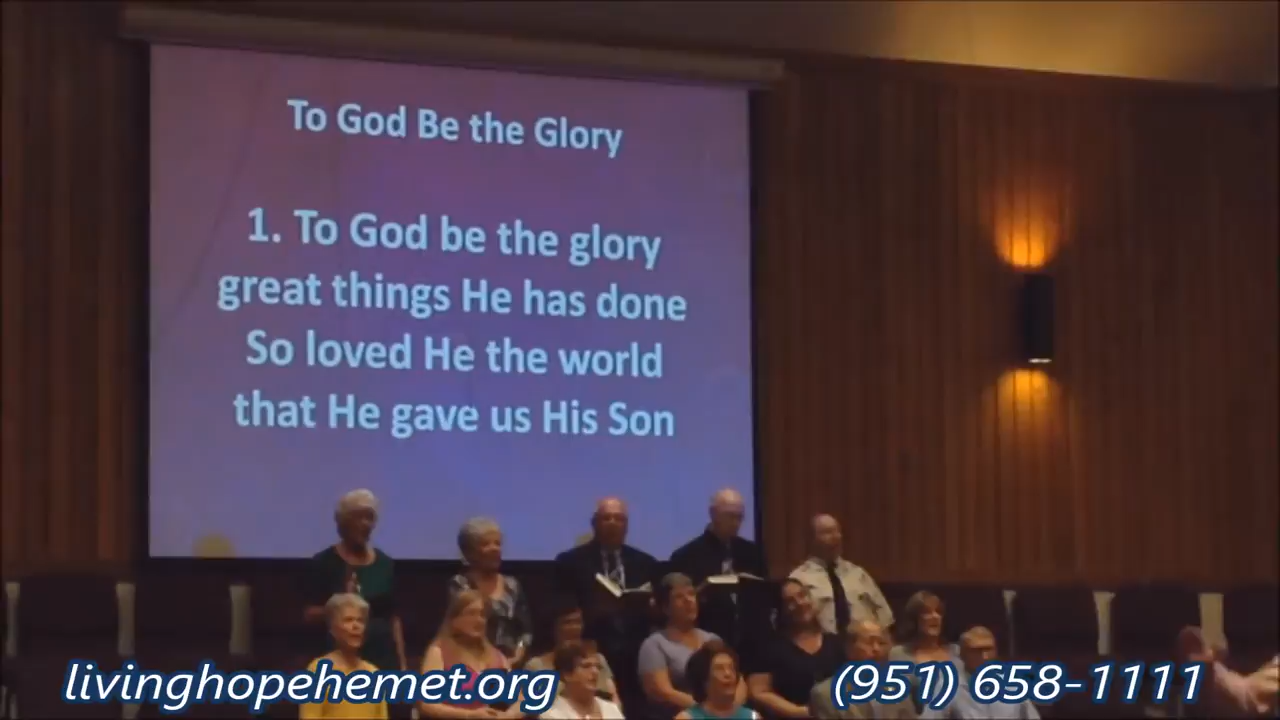 To God Be the Glory
1. To God be the glory
great things He has done
So loved He the world
that He gave us His Son
livinghopehemet.org
(951) 658-1111